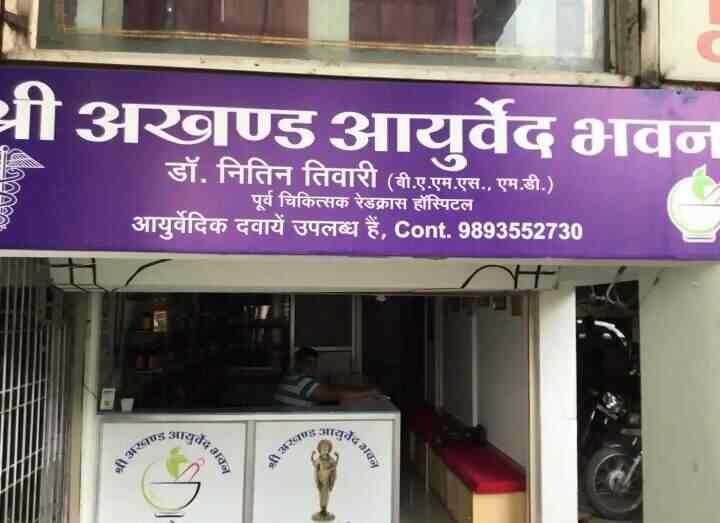 श्री अखण्ड आयुर्वेद भवन
डॉ. नितिन तिवारी (बी.ए.एम.एस., एम.डी.)
पूर्व चिकित्सक रेडक्रास हॉस्पिटल
आयुर्वेदिक दवायें उपलब्ध हैं, Cont. 9893552730
श्री अखण्ड आयुर्वेद भवन
श्री अखण्ड आयुर्वेद भवन